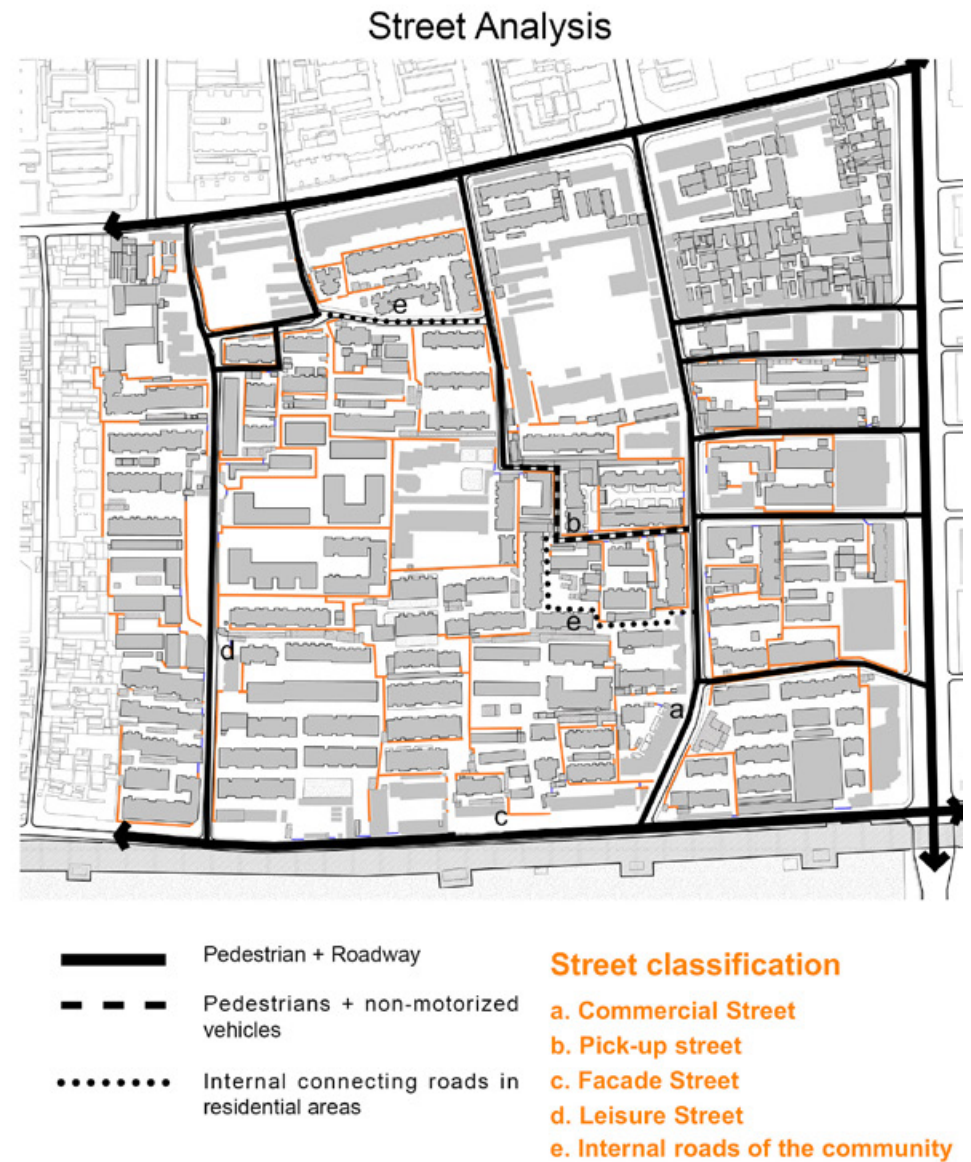 Street Analysis
e
b
e
d
a
c
Pedestrian + Roadway
Pedestrians + non-motorized
vehicles
Internal connecting roads in
residential areas
Street classification
a. Commercial Street
b. Pick-up street
c. Facade Street
d. Leisure Street
e. Internal roads of the community